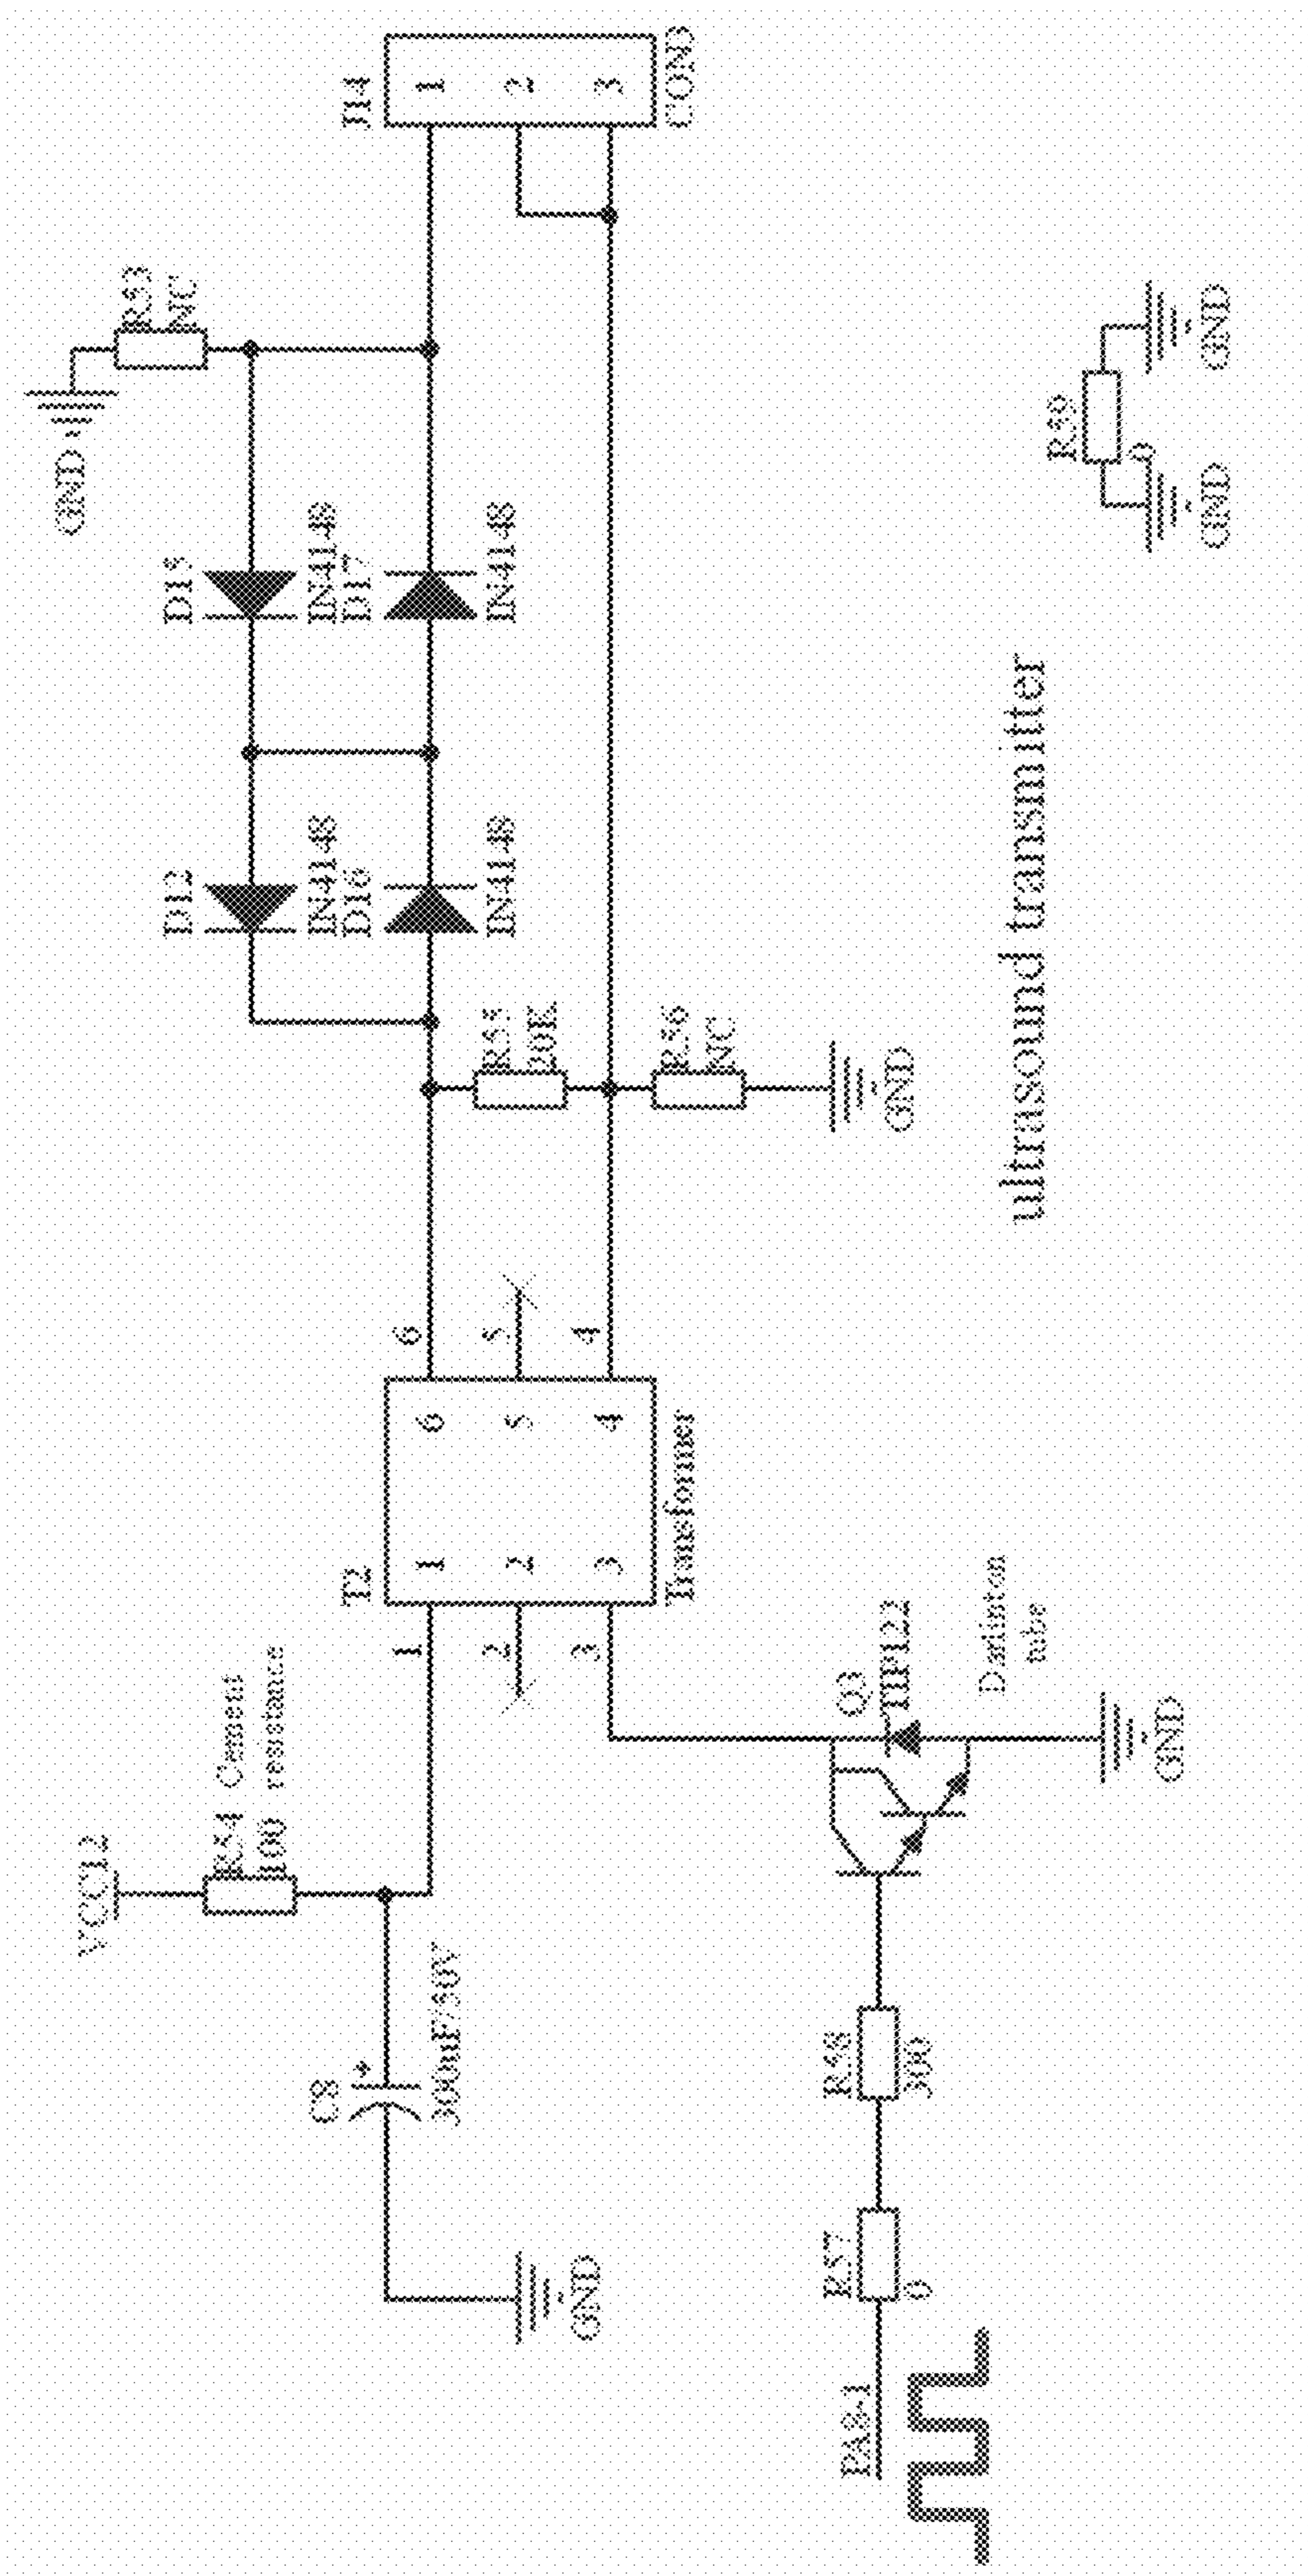 VCC12
R54
100
Cement
resistance
C8
+
300uF/50V
GND
T2
1
2
3
1
2
3
6
5
4
6
5
4
Transformer
PA8-1
R57
0
R58
300
Q3
TIP122
Darlinton
tube
GND
R55
20K
R56
NC
GND
D12
IN4148
D16
IN4148
D15
IN4148
D17
IN4148
GND
R53
NC
J14
1
2
3
CON3
ultrasound transmitter
R59
0
GND
GND